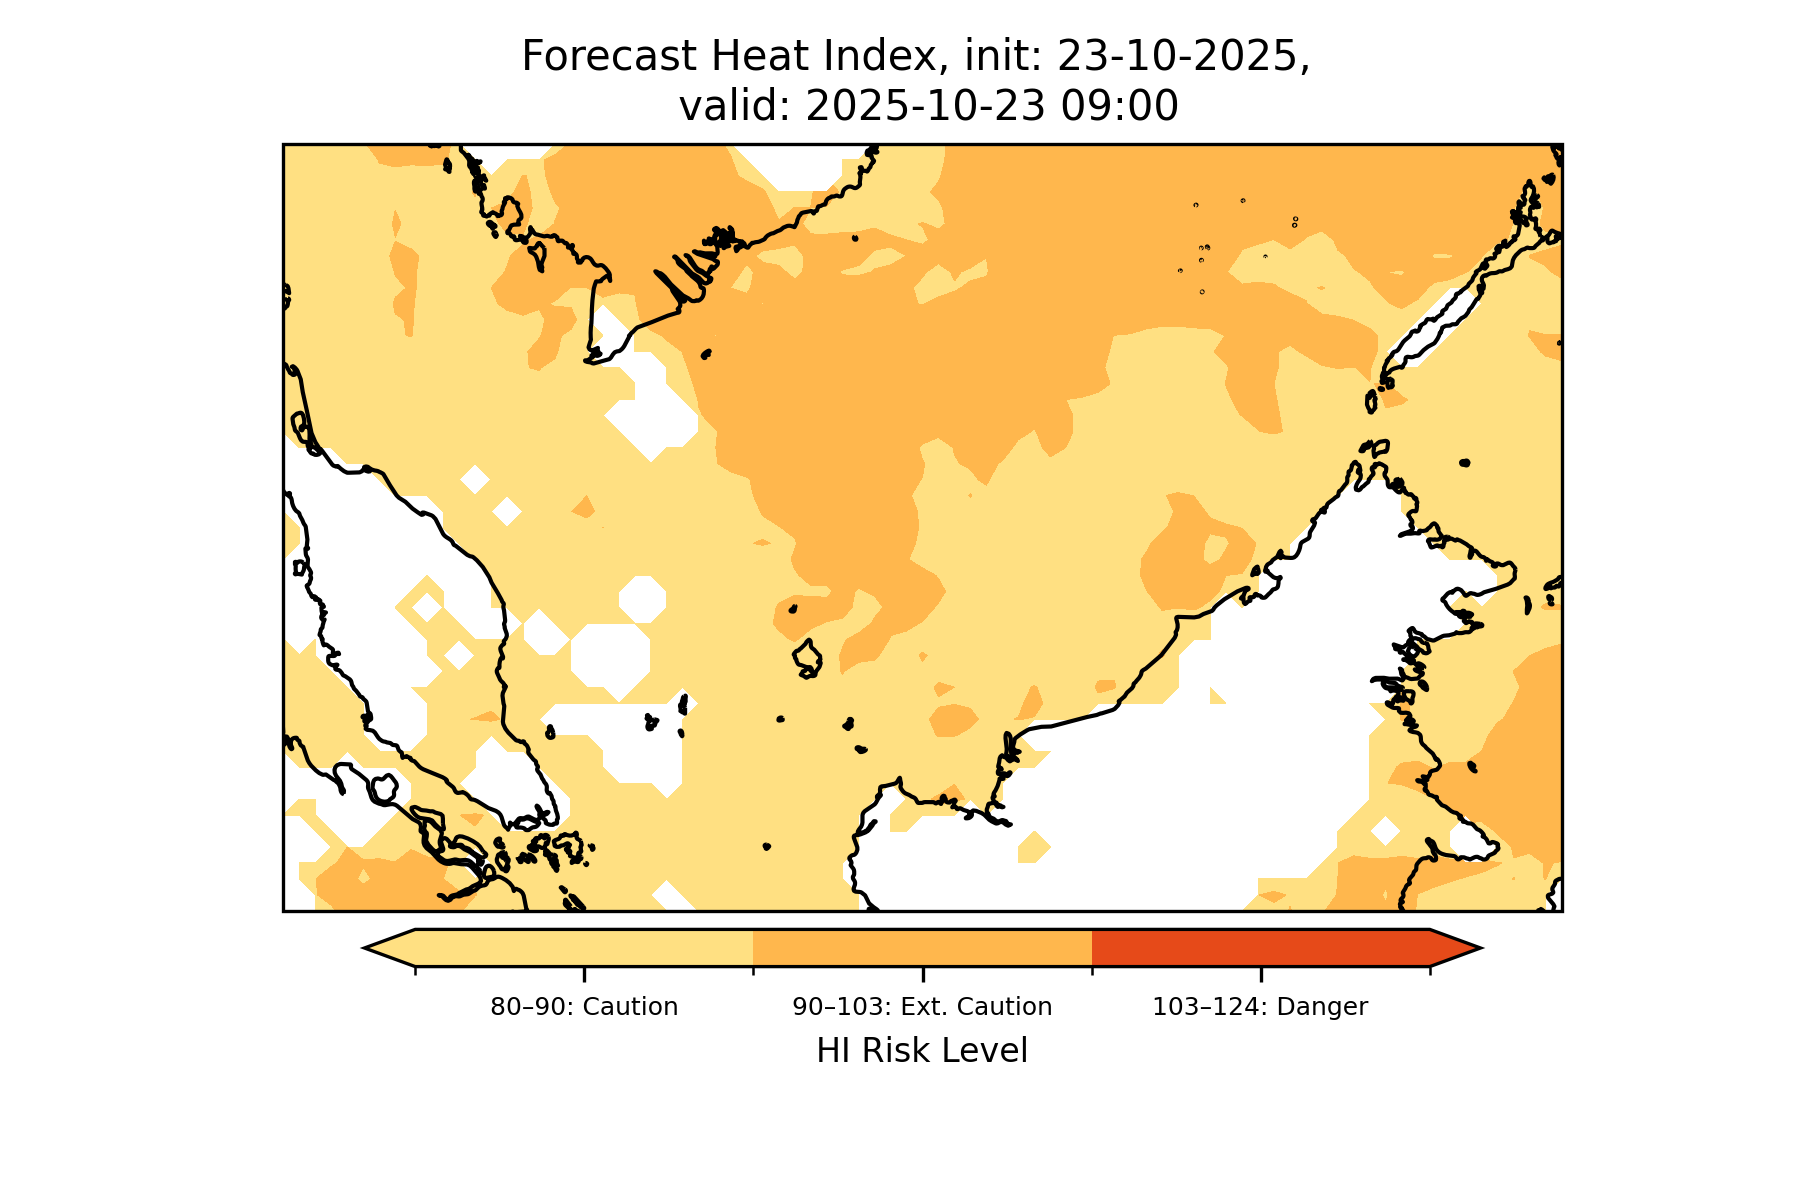 Forecast Heat Index, init: 23-10-2025,
valid: 2025-10-23 09:00
80–90: Caution
90–103: Ext. Caution
103–124: Danger
HI Risk Level